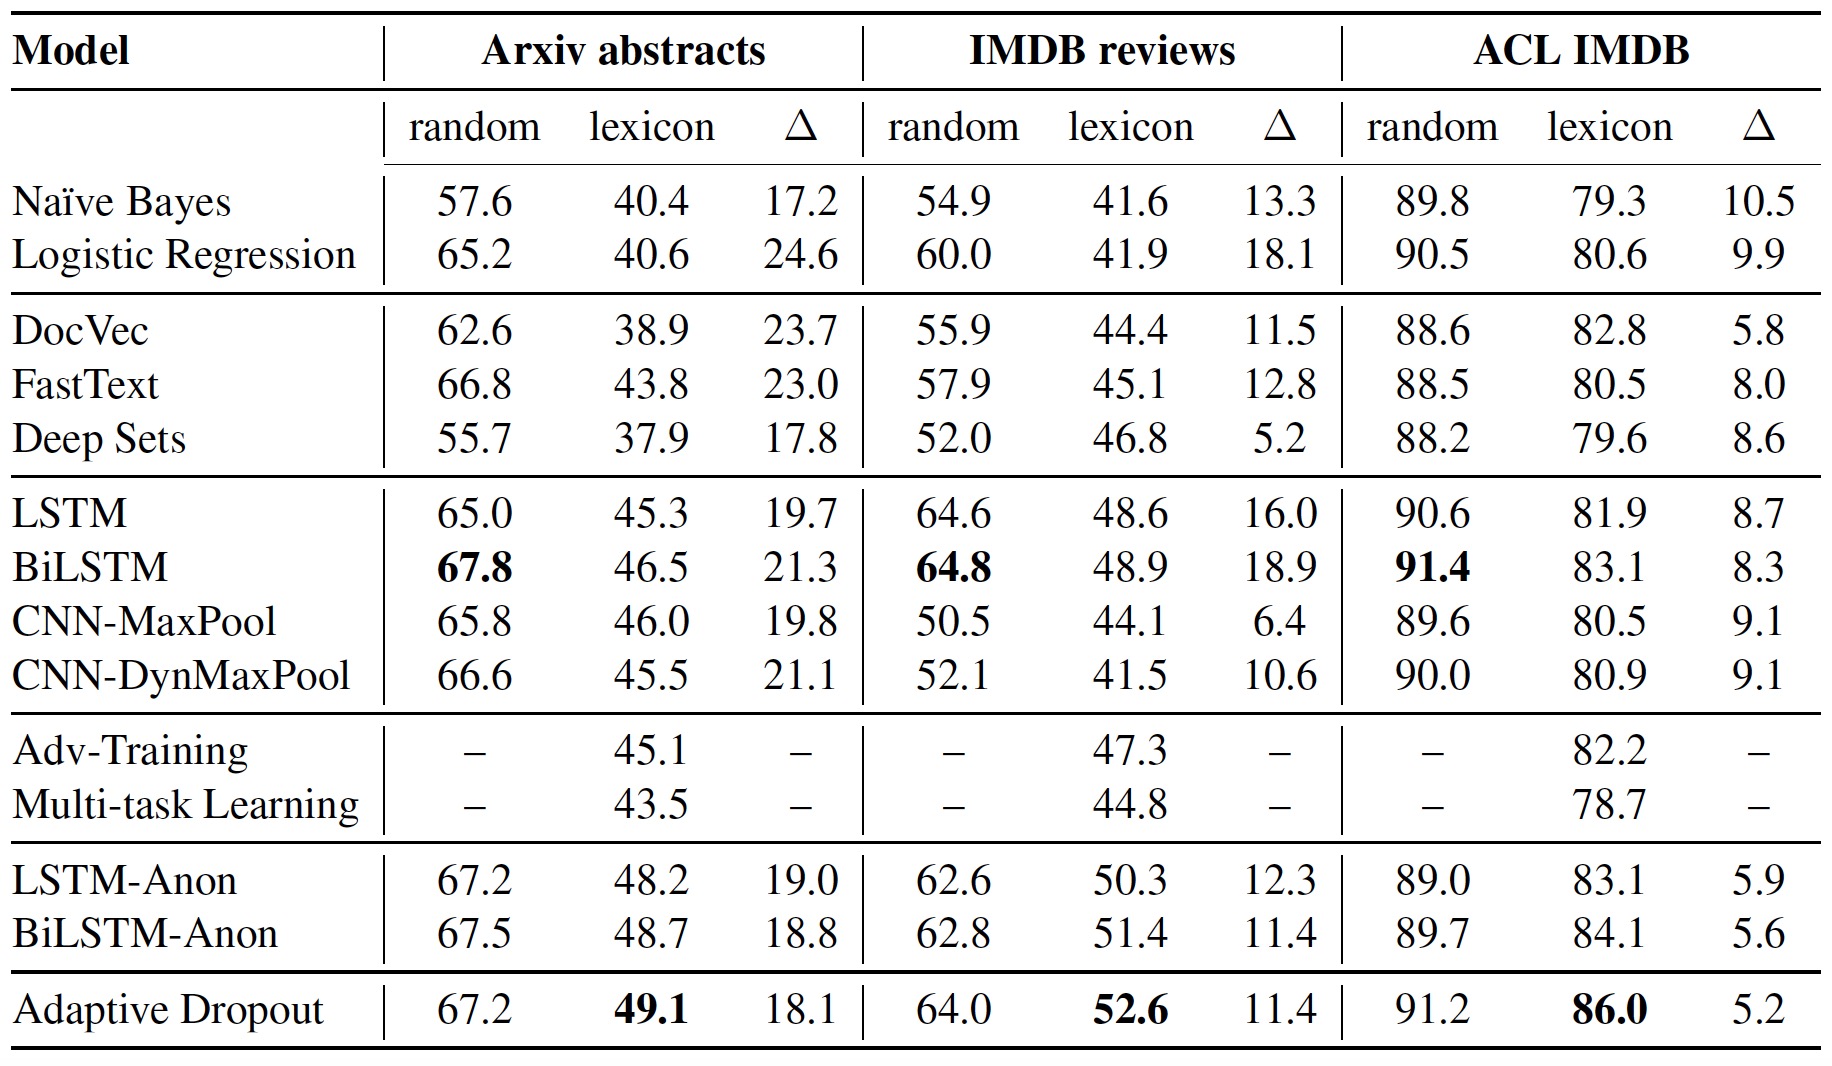 Model Arxiv abstracts IMDB reviews ACL IMDB
random lexicon Δ random lexicon Δ random lexicon Δ
Naïve Bayes 57.6 40.4 17.2 54.9 41.6 13.3 89.8 79.3 10.5
Logistic Regression 65.2 40.6 24.6 60.0 41.9 18.1 90.5 80.6 9.9
DocVec 62.6 38.9 23.7 55.9 44.4 11.5 88.6 82.8 5.8
FastText 66.8 43.8 23.0 57.9 45.1 12.8 88.5 80.5 8.0
Deep Sets 55.7 37.9 17.8 52.0 46.8 5.2 88.2 79.6 8.6
LSTM 65.0 45.3 19.7 64.6 48.6 16.0 90.6 81.9 8.7
BiLSTM 67.8 46.5 21.3 64.8 48.9 18.9 91.4 83.1 8.3
CNN-MaxPool 65.8 46.0 19.8 50.5 44.1 6.4 89.6 80.5 9.1
CNN-DynMaxPool 66.6 45.5 21.1 52.1 41.5 10.6 90.0 80.9 9.1
Adv-Training – 45.1 – – 47.3 – – 82.2 –
Multi-task Learning – 43.5 – – 44.8 – – 78.7 –
LSTM-Anon 67.2 48.2 19.0 62.6 50.3 12.3 89.0 83.1 5.9
BiLSTM-Anon 67.5 48.7 18.8 62.8 51.4 11.4 89.7 84.1 5.6
Adaptive Dropout 67.2 49.1 18.1 64.0 52.6 11.4 91.2 86.0 5.2